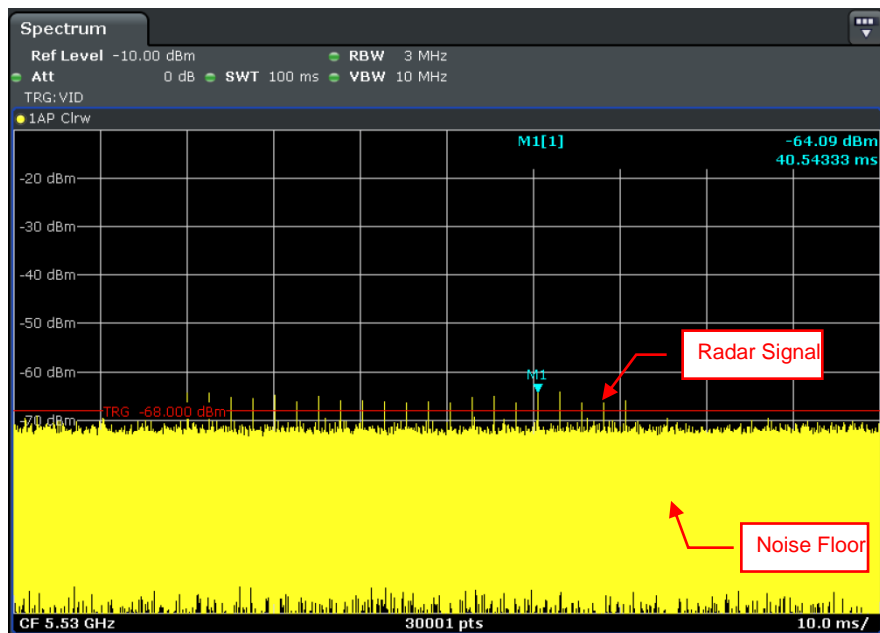 Spectrum
Ref Level -10.00 dBm RBW 3 MHz
Att 0 dB SWT 100 ms VBW 10 MHz
TRG:VID
1AP Clrw
M1[1] -64.09 dBm
40.54333 ms
-20 dBm
-30 dBm
-40 dBm
-50 dBm
Radar Signal
-60 dBm
M1
TRG -68.000 dBm
-70 dBm
Noise Floor
CF 5.53 GHz 30001 pts 10.0 ms/